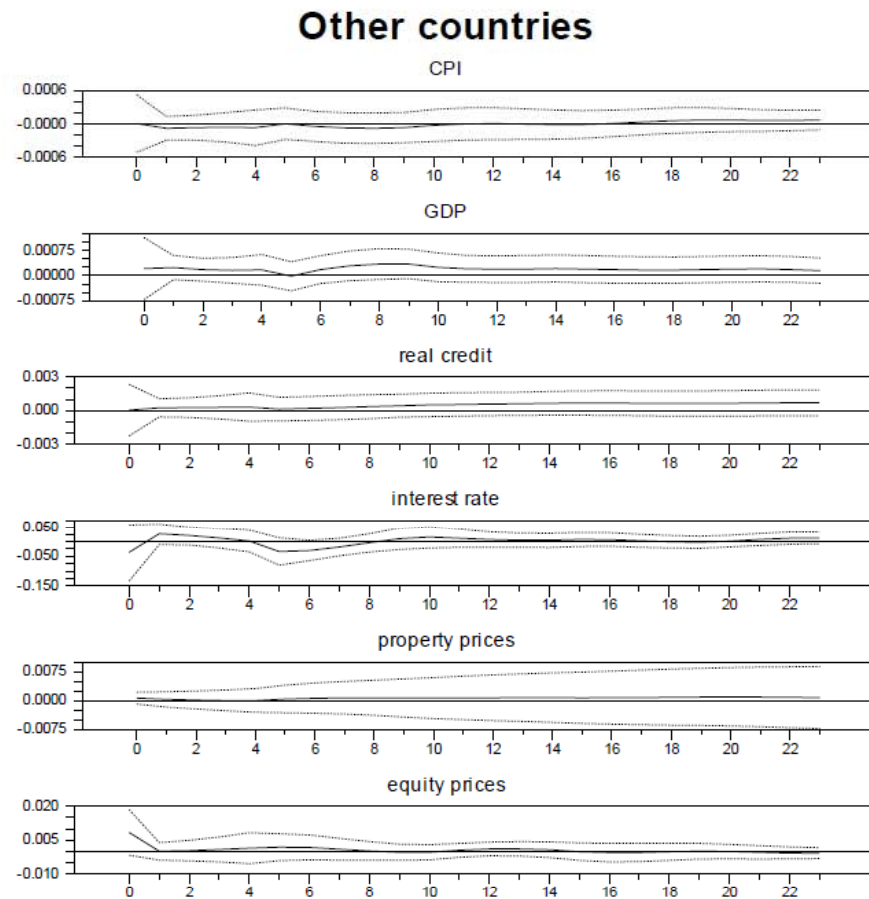 Other countries
CPI
0.0006
-0.0000
-0.0006
0 2 4 6 8 10 12 14 16 18 20 22
GDP
0.00075
0.00000
-0.00075
0 2 4 6 8 10 12 14 16 18 20 22
real credit
0.003
0.000
-0.003
0 2 4 6 8 10 12 14 16 18 20 22
interest rate
0.050
-0.050
-0.150
0 2 4 6 8 10 12 14 16 18 20 22
property prices
0.0075
0.0000
-0.0075
0 2 4 6 8 10 12 14 16 18 20 22
equity prices
0.020
0.005
-0.010
0 2 4 6 8 10 12 14 16 18 20 22